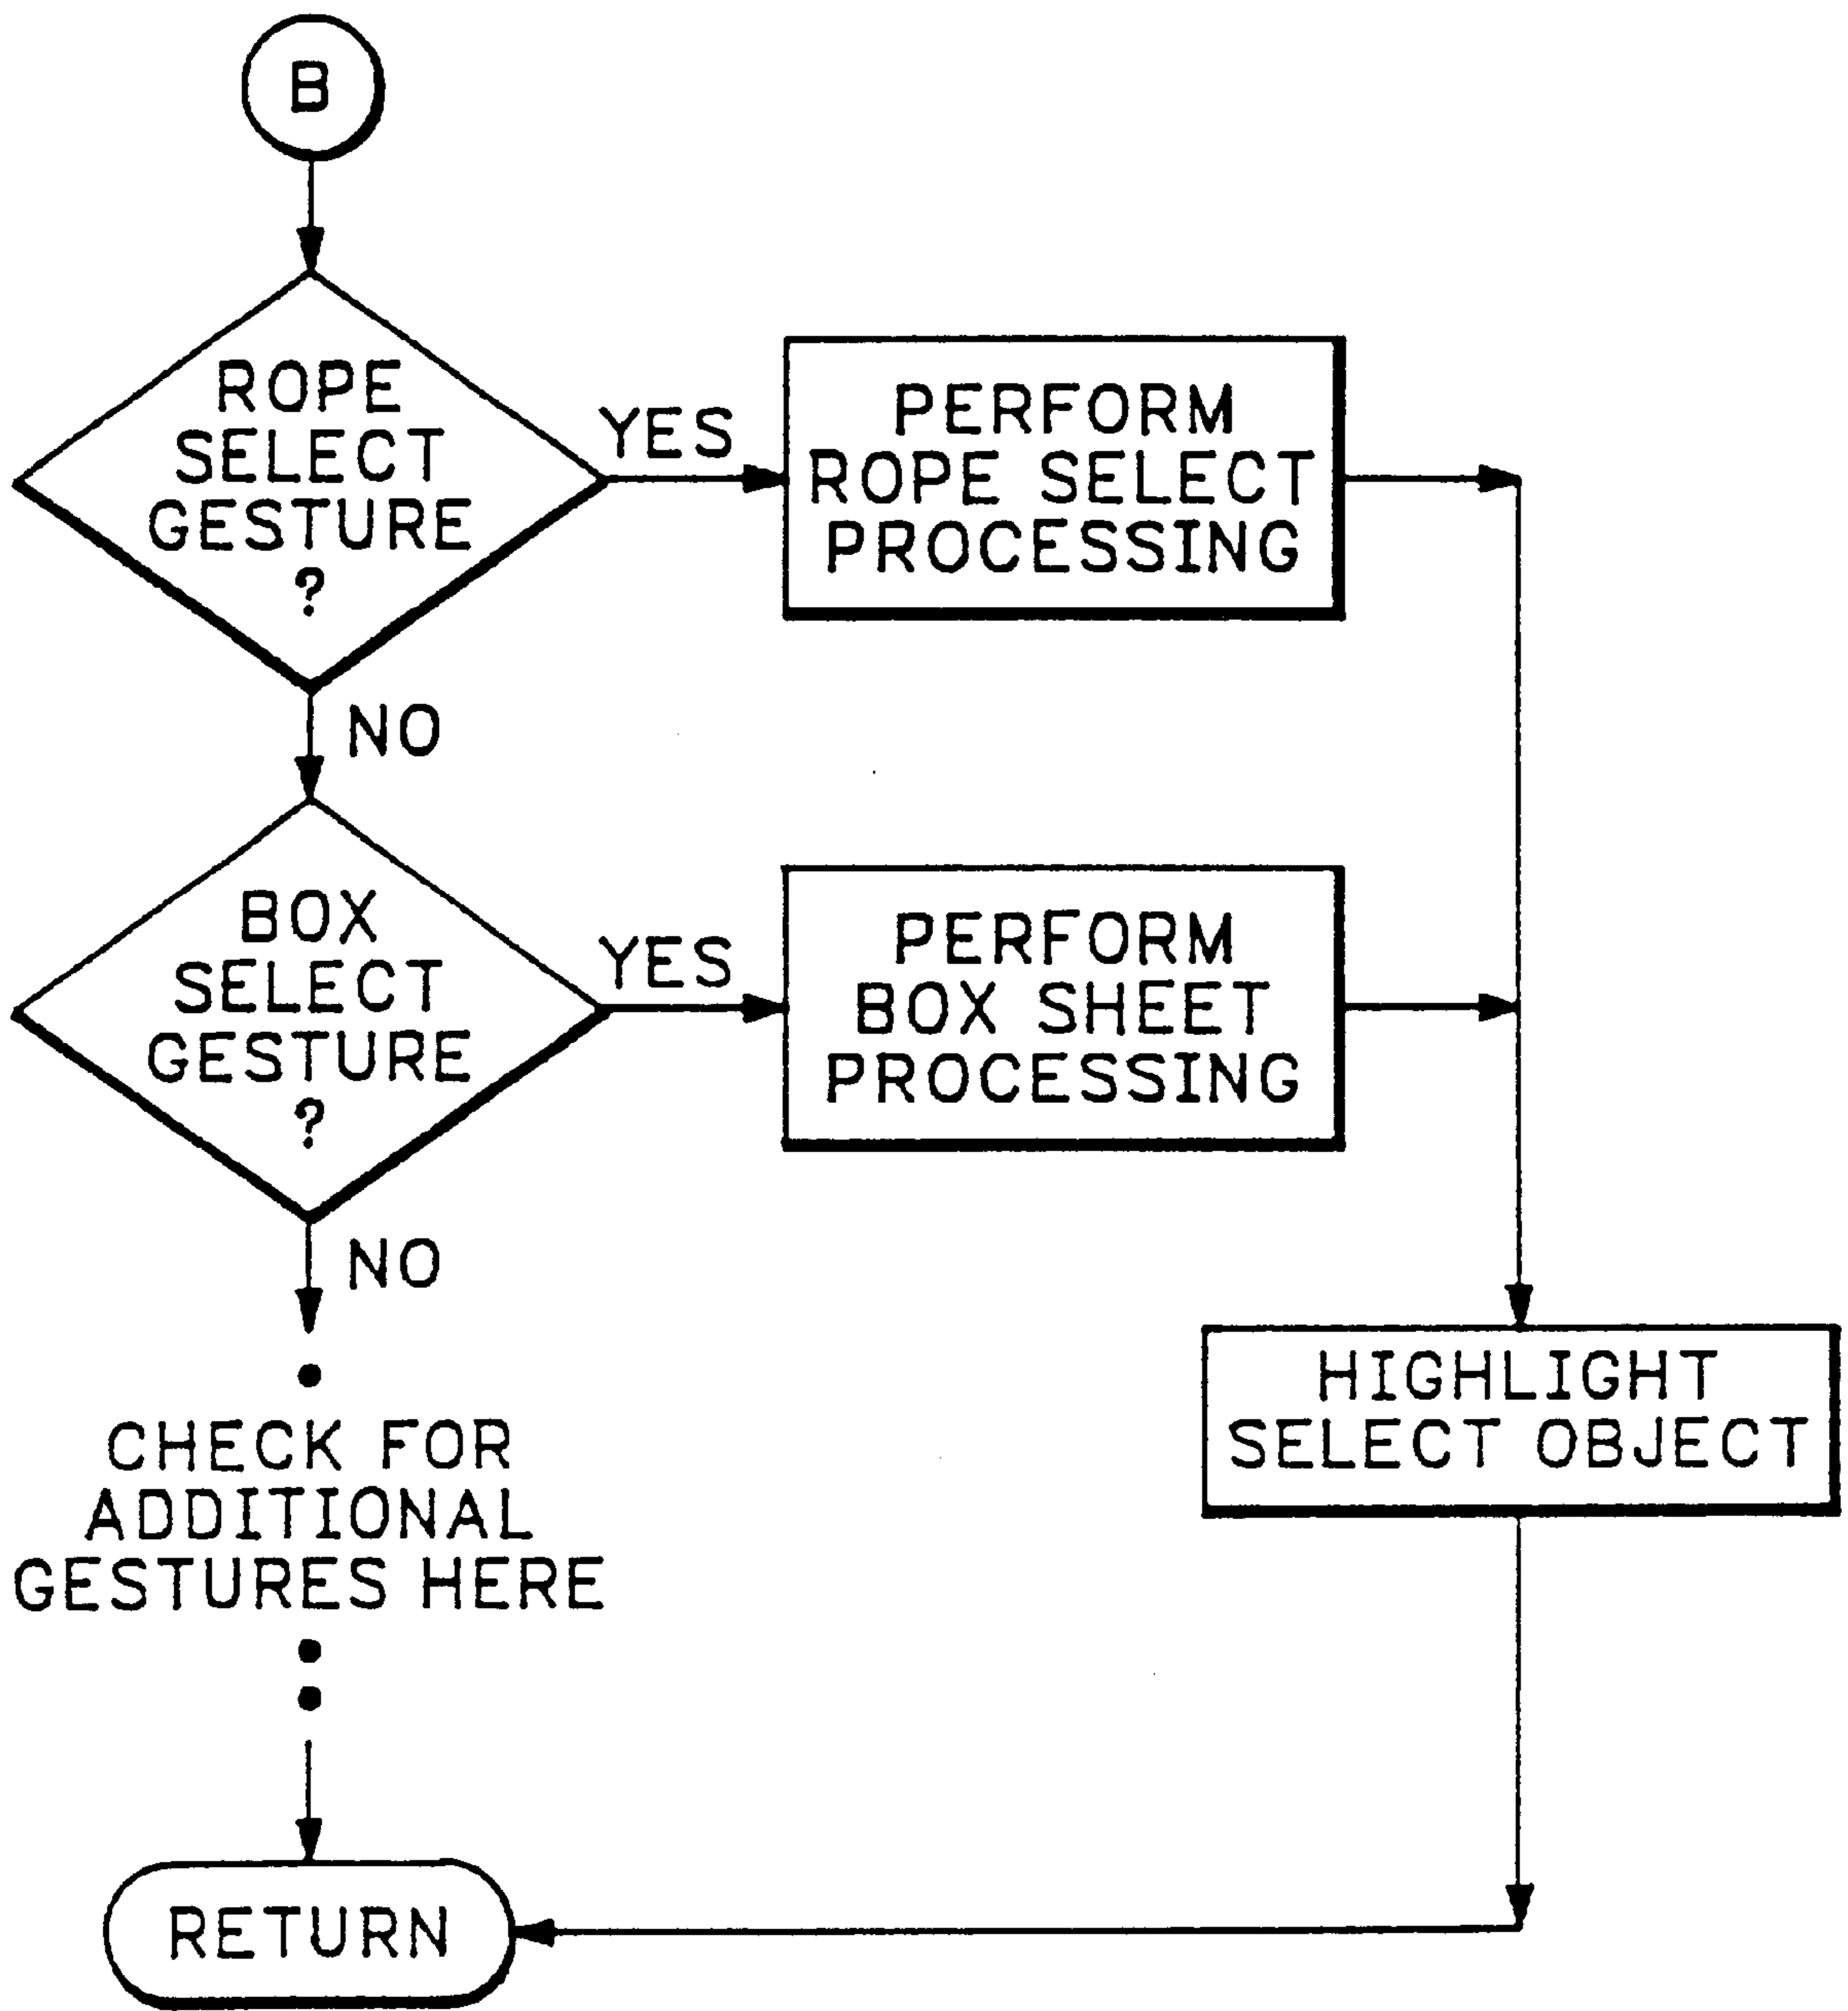 B
ROPE
SELECT
GESTURE
?
YES
PERFORM
ROPE SELECT
PROCESSING
NO
BOX
SELECT
GESTURE
?
YES
PERFORM
BOX SHEET
PROCESSING
NO
HIGHLIGHT
SELECT OBJECT
CHECK FOR
ADDITIONAL
GESTURES HERE
RETURN